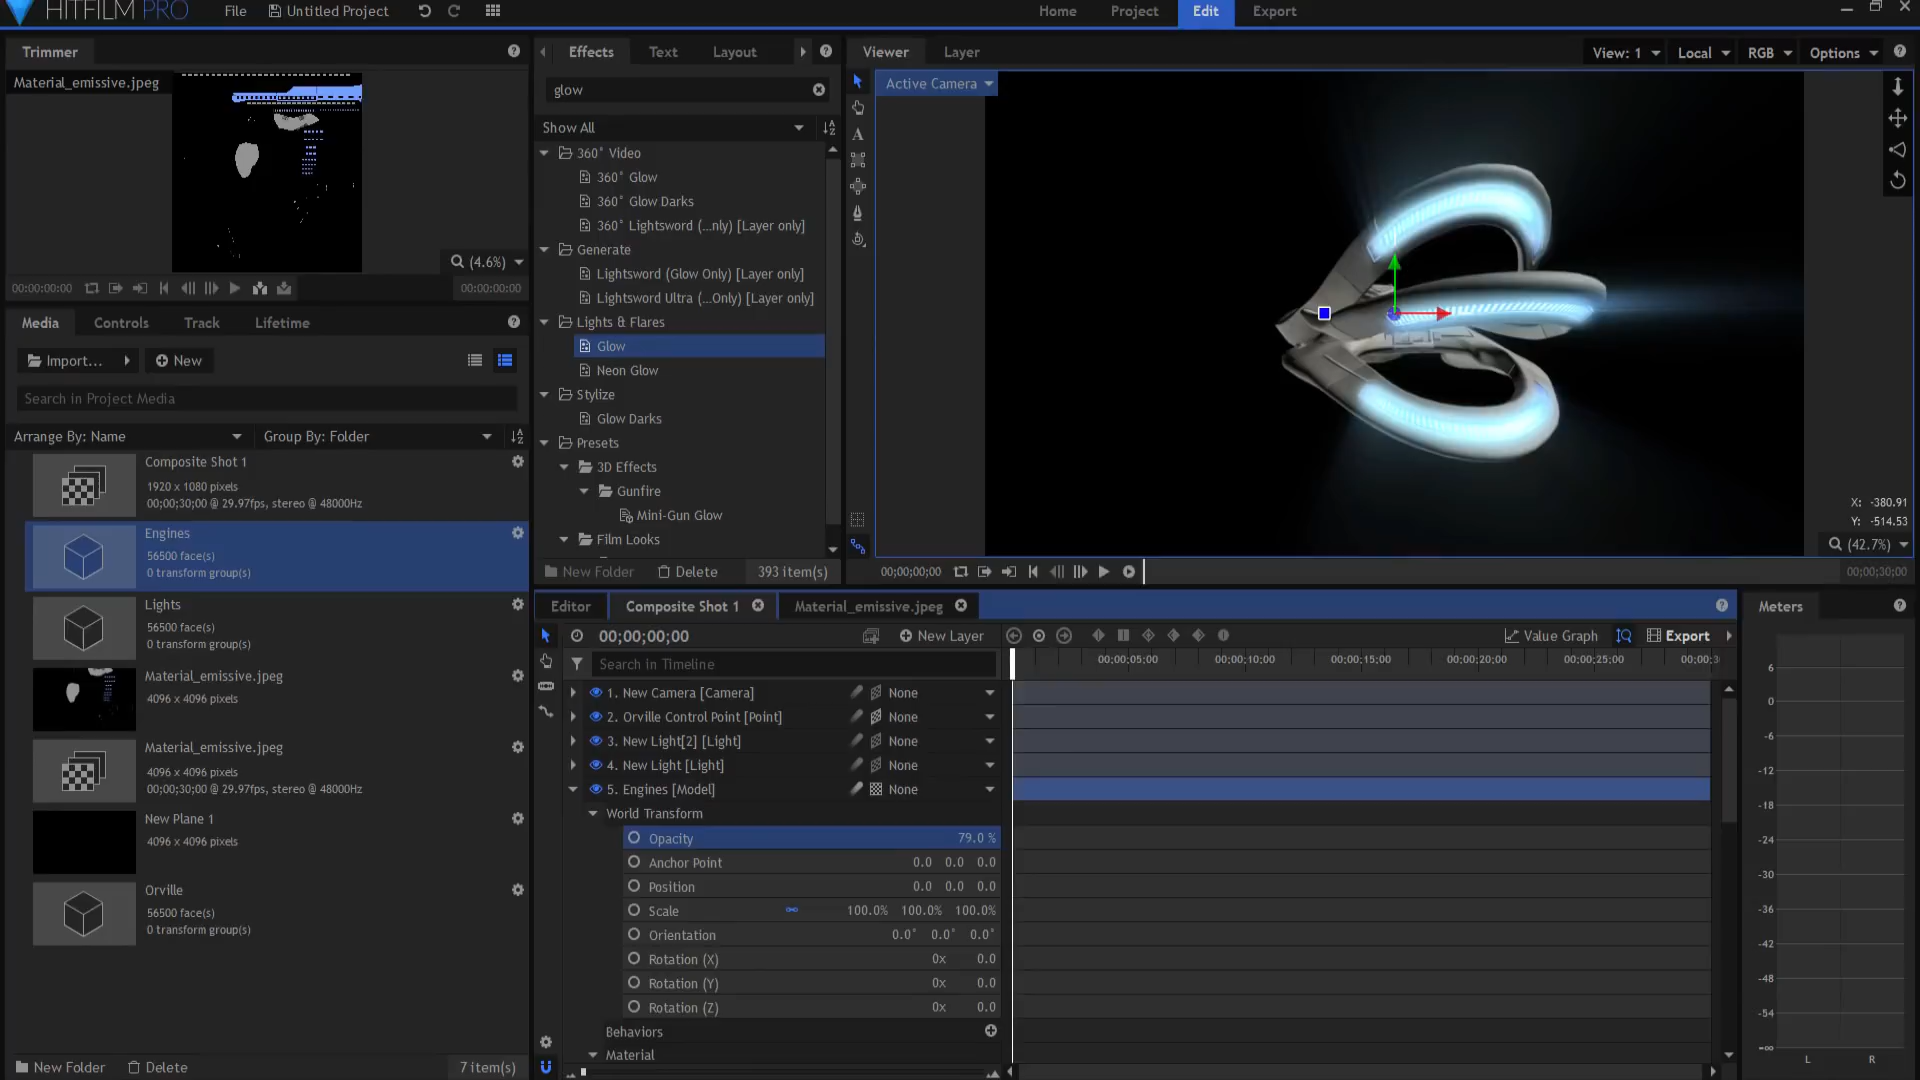 HITFILM PRO
File
Untitled Project
Home
Project
Edit
Export
Trimmer
Material_emissive.jpeg
(4.6%)
00:00:00:00
00:00:00:00
Media
Controls
Track
Lifetime
Import...
New
Search in Project Media
Arrange By: Name
Group By: Folder
Composite Shot 1
1920 x 1080 pixels
00;00;30;00 @ 29.97fps, stereo @ 48000Hz
Engines
56500 face(s)
0 transform group(s)
Lights
56500 face(s)
0 transform group(s)
Material_emissive.jpeg
4096 x 4096 pixels
Material_emissive.jpeg
4096 x 4096 pixels
00;00;30;00 @ 29.97fps, stereo @ 48000Hz
New Plane 1
4096 x 4096 pixels
Orville
56500 face(s)
0 transform group(s)
New Folder
Delete
7 item(s)
Effects
Text
Layout
glow
Show All
360° Video
360° Glow
360° Glow Darks
360° Lightsword (...nly) [Layer only]
Generate
Lightsword (Glow Only) [Layer only]
Lightsword Ultra (...Only) [Layer only]
Lights & Flares
Glow
Neon Glow
Stylize
Glow Darks
Presets
3D Effects
Gunfire
Mini-Gun Glow
Film Looks
New Folder
Delete
393 item(s)
Viewer
Layer
View: 1
Local
RGB
Options
Active Camera
X: -380.91
Y: -514.53
(42.7%)
00;00;00;00
00;00;30;00
Editor
Composite Shot 1
Material_emissive.jpeg
00;00;00;00
New Layer
Value Graph
Export
Search in Timeline
00;00;05;00
00;00;10;00
00;00;15;00
00;00;20;00
00;00;25;00
00;00;3
1. New Camera [Camera]
None
2. Orville Control Point [Point]
None
3. New Light[2] [Light]
None
4. New Light [Light]
None
5. Engines [Model]
None
World Transform
Opacity
79.0 %
Anchor Point
0.0 0.0 0.0
Position
0.0 0.0 0.0
Scale
100.0% 100.0% 100.0%
Orientation
0.0° 0.0° 0.0°
Rotation (X)
0x 0.0
Rotation (Y)
0x 0.0
Rotation (Z)
0x 0.0
Behaviors
Material
Meters
6
0
-6
-12
-18
-24
-30
-36
-42
-48
-54
-∞
L
R